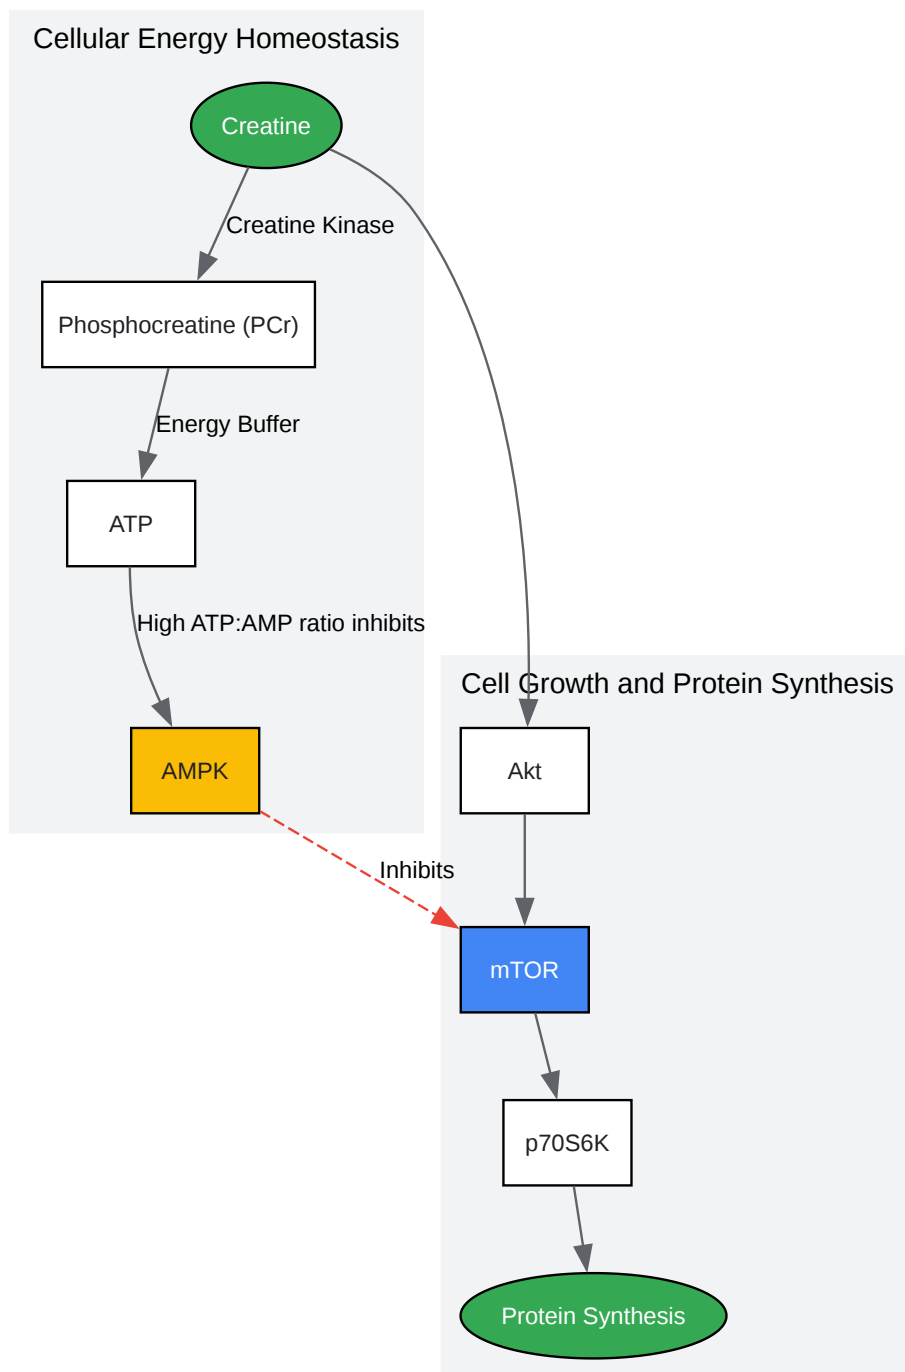 Cellular Energy Homeostasis
Creatine
Creatine Kinase
Phosphocreatine (PCr)
Energy Buffer
ATP
High ATP:AMP ratio inhibits
AMPK
Cell Growth and Protein Synthesis
Akt
Inhibits
mTOR
p70S6K
Protein Synthesis